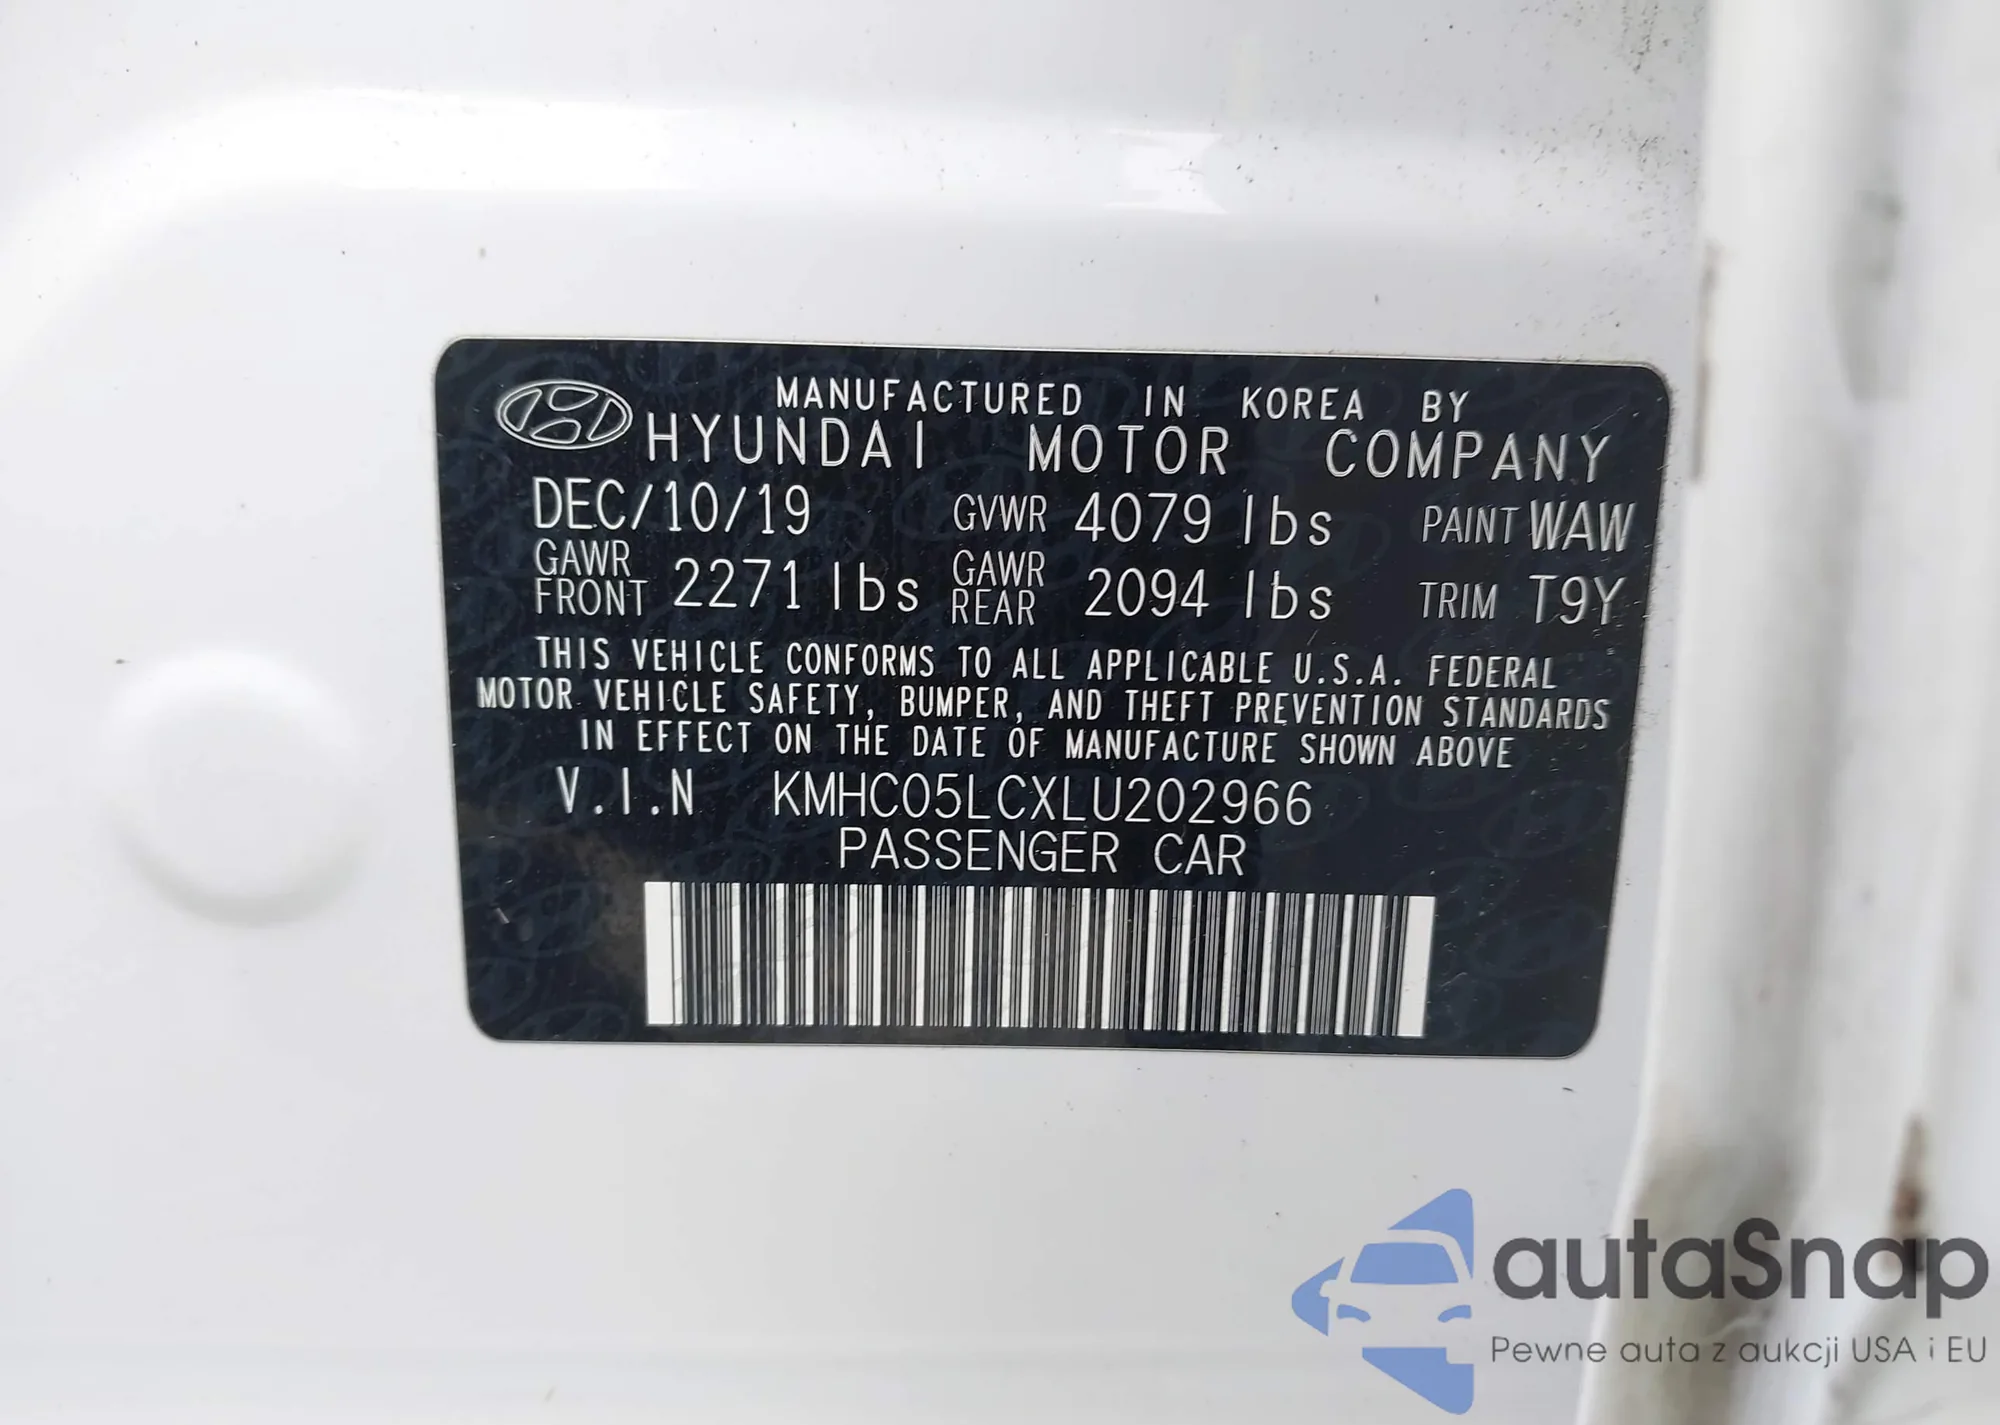 MANUFACTURED IN KOREA BY
HYUNDAI MOTOR COMPANY
DEC/10/19 GVWR 4079 lbs PAINT WAW
GAWR FRONT 2271 lbs GAWR REAR 2094 lbs TRIM T9Y
THIS VEHICLE CONFORMS TO ALL APPLICABLE U.S.A. FEDERAL
MOTOR VEHICLE SAFETY, BUMPER, AND THEFT PREVENTION STANDARDS
IN EFFECT ON THE DATE OF MANUFACTURE SHOWN ABOVE
V.I.N KMHC05LCXLU202966
PASSENGER CAR
autaSnap
Pewne auta z aukcji USA i EU